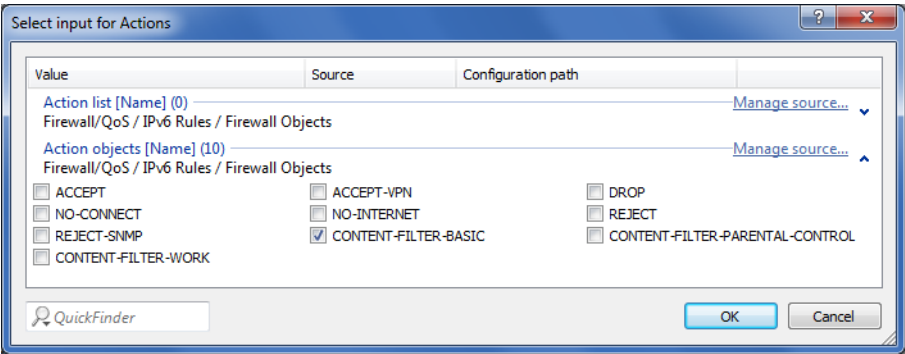 Select input for Actions
Value Source Configuration path
Action list [Name] (0) Manage source...
Firewall/QoS / IPv6 Rules / Firewall Objects
Action objects [Name] (10) Manage source...
Firewall/QoS / IPv6 Rules / Firewall Objects
ACCEPT ACCEPT-VPN DROP
NO-CONNECT NO-INTERNET REJECT
REJECT-SNMP CONTENT-FILTER-BASIC CONTENT-FILTER-PARENTAL-CONTROL
CONTENT-FILTER-WORK
QuickFinder OK Cancel